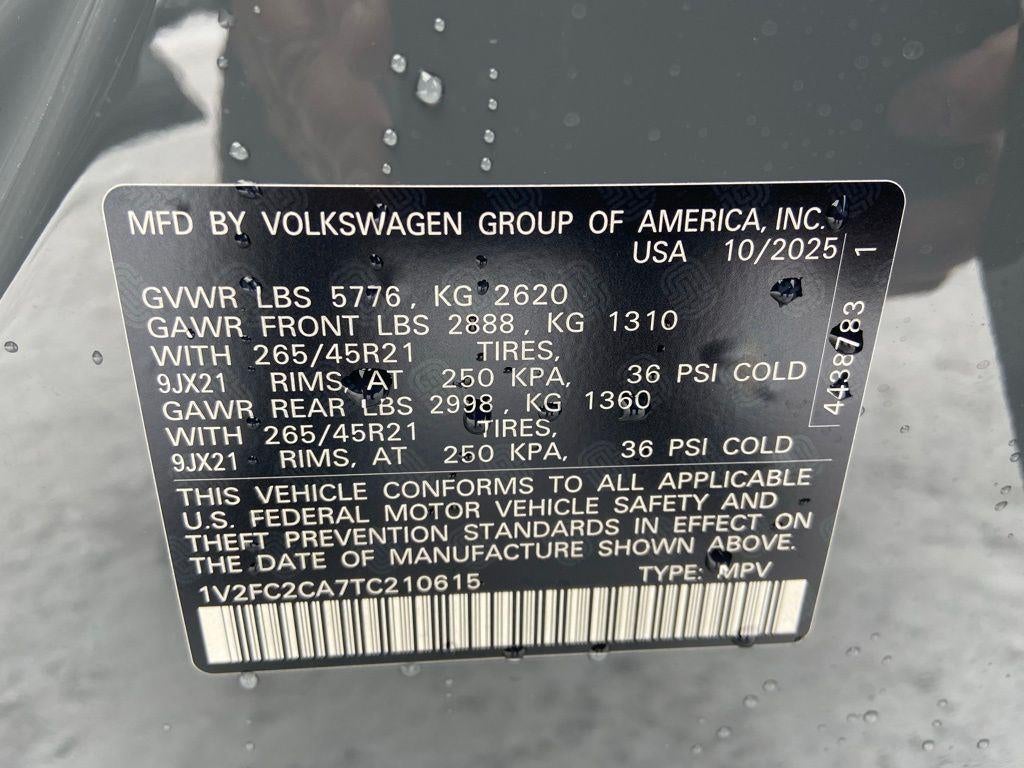 MFD BY VOLKSWAGEN GROUP OF AMERICA, INC.
USA 10/2025
GVWR LBS 5776, KG 2620
GAWR FRONT LBS 2888, KG 1310
WITH 265/45R21 TIRES,
9JX21 RIMS, AT 250 KPA, 36 PSI COLD
GAWR REAR LBS 2998, KG 1360
WITH 265/45R21 TIRES,
9JX21 RIMS, AT 250 KPA, 36 PSI COLD
4438783 1
THIS VEHICLE CONFORMS TO ALL APPLICABLE
U.S. FEDERAL MOTOR VEHICLE SAFETY AND
THEFT PREVENTION STANDARDS IN EFFECT ON
THE DATE OF MANUFACTURE SHOWN ABOVE.
TYPE: MPV
1V2FC2CA7TC210615